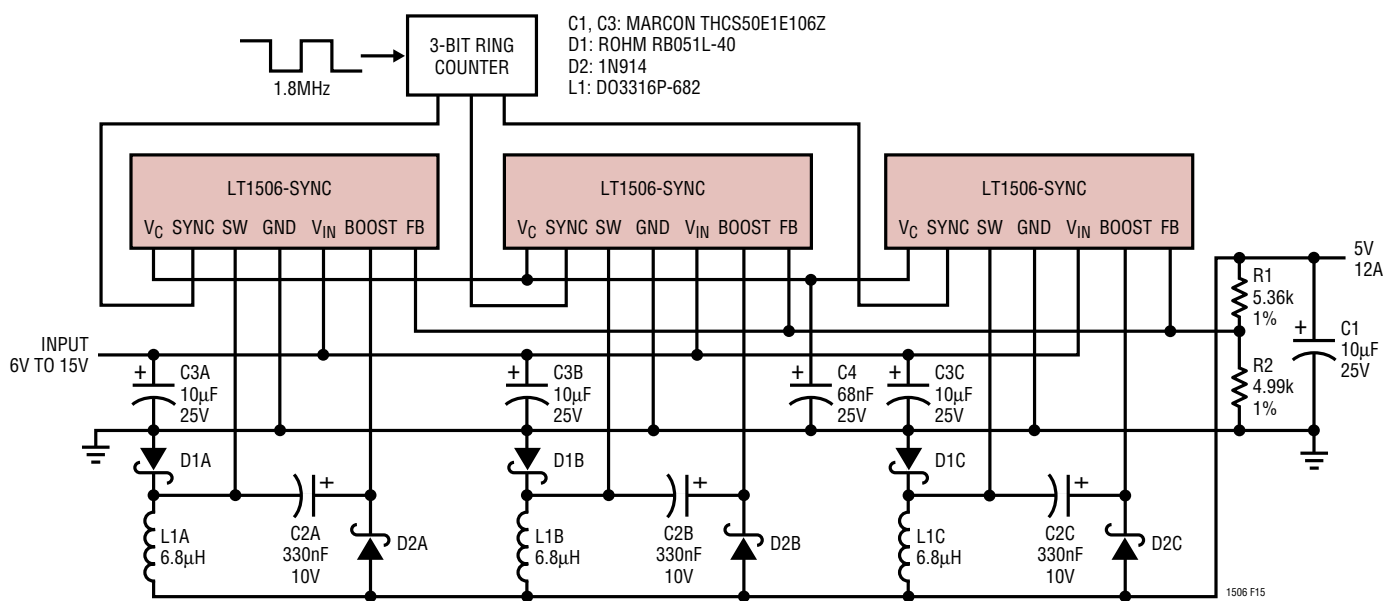 C1, C3: MARCON THCS50E1E106Z
D1: ROHM RB051L-40
D2: 1N914
L1: DO3316P-682
3-BIT RING
COUNTER
1.8MHz
LT1506-SYNC
VC SYNC SW GND VIN BOOST FB
LT1506-SYNC
VC SYNC SW GND VIN BOOST FB
LT1506-SYNC
VC SYNC SW GND VIN BOOST FB
5V
12A
R1
5.36k
1%
INPUT
6V TO 15V
+
C3A
10µF
25V
+
C3B
10µF
25V
+
C4
68nF
25V
+
C3C
10µF
25V
R2
4.99k
1%
+
C1
10µF
25V
D1A
D1B
D1C
L1A
6.8µH
+
C2A
330nF
10V
D2A
L1B
6.8µH
+
C2B
330nF
10V
D2B
L1C
6.8µH
+
C2C
330nF
10V
D2C
1506 F15